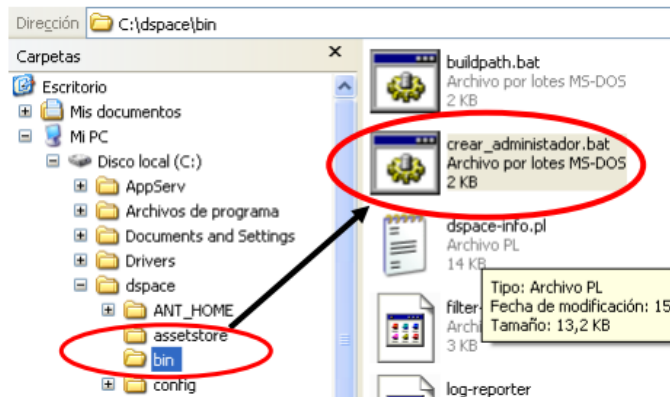 Dirección C:\dspace\bin
Carpetas x
Escritorio
Mis documentos
Mi PC
Disco local (C:)
AppServ
Archivos de programa
Documents and Settings
Drivers
dspace
ANT_HOME
assetstore
bin
config
buildpath.bat
Archivo por lotes MS-DOS
2 KB
crear_administador.bat
Archivo por lotes MS-DOS
2 KB
dspace-info.pl
Archivo PL
14 KB
filter-
Archi
3 KB
Tipo: Archivo PL
Fecha de modificación: 15
Tamaño: 13,2 KB
log-reporter